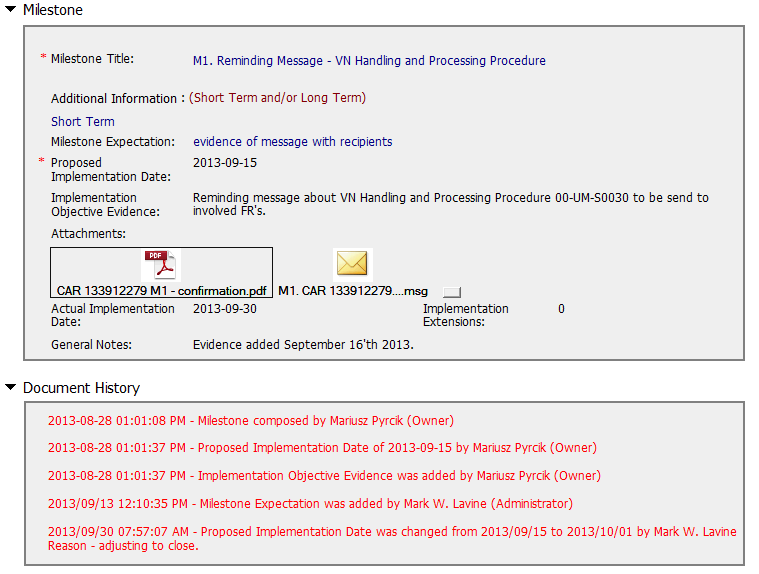 Milestone
* Milestone Title: M1. Reminding Message - VN Handling and Processing Procedure
Additional Information : (Short Term and/or Long Term)
Short Term
Milestone Expectation: evidence of message with recipients
* Proposed 2013-09-15
Implementation Date:
Implementation Reminding message about VN Handling and Processing Procedure 00-UM-S0030 to be send to
Objective Evidence: involved FR's.
Attachments:
PDF
CAR 133912279 M1 - confirmation.pdf M1. CAR 133912279....msg
Actual Implementation 2013-09-30 Implementation 0
Date: Extensions:
General Notes: Evidence added September 16'th 2013.
Document History
2013-08-28 01:01:08 PM - Milestone composed by Mariusz Pyrcik (Owner)
2013-08-28 01:01:37 PM - Proposed Implementation Date of 2013-09-15 by Mariusz Pyrcik (Owner)
2013-08-28 01:01:37 PM - Implementation Objective Evidence was added by Mariusz Pyrcik (Owner)
2013/09/13 12:10:35 PM - Milestone Expectation was added by Mark W. Lavine (Administrator)
2013/09/30 07:57:07 AM - Proposed Implementation Date was changed from 2013/09/15 to 2013/10/01 by Mark W. Lavine
Reason - adjusting to close.